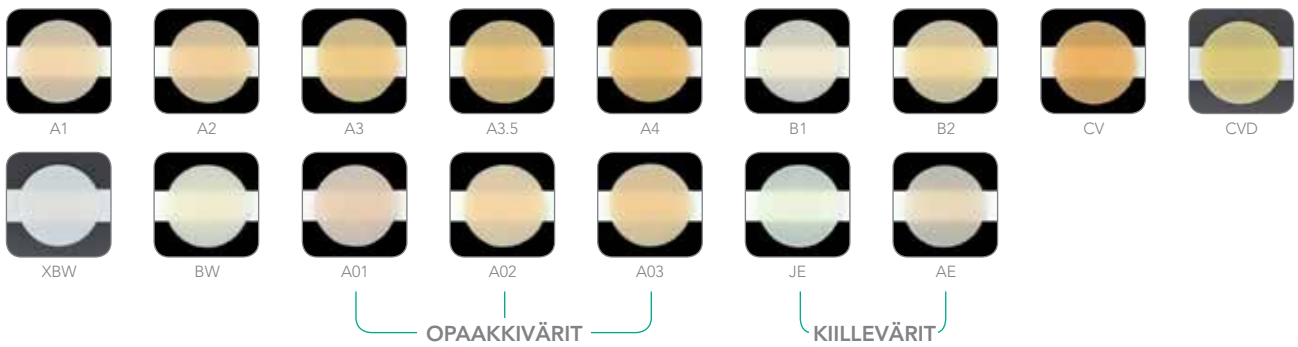 A1 A2 A3 A3.5 A4 B1 B2 CV CVD
XBW BW A01 A02 A03 JE AE
OPAAKKIVÄRIT KIILLEVÄRIT